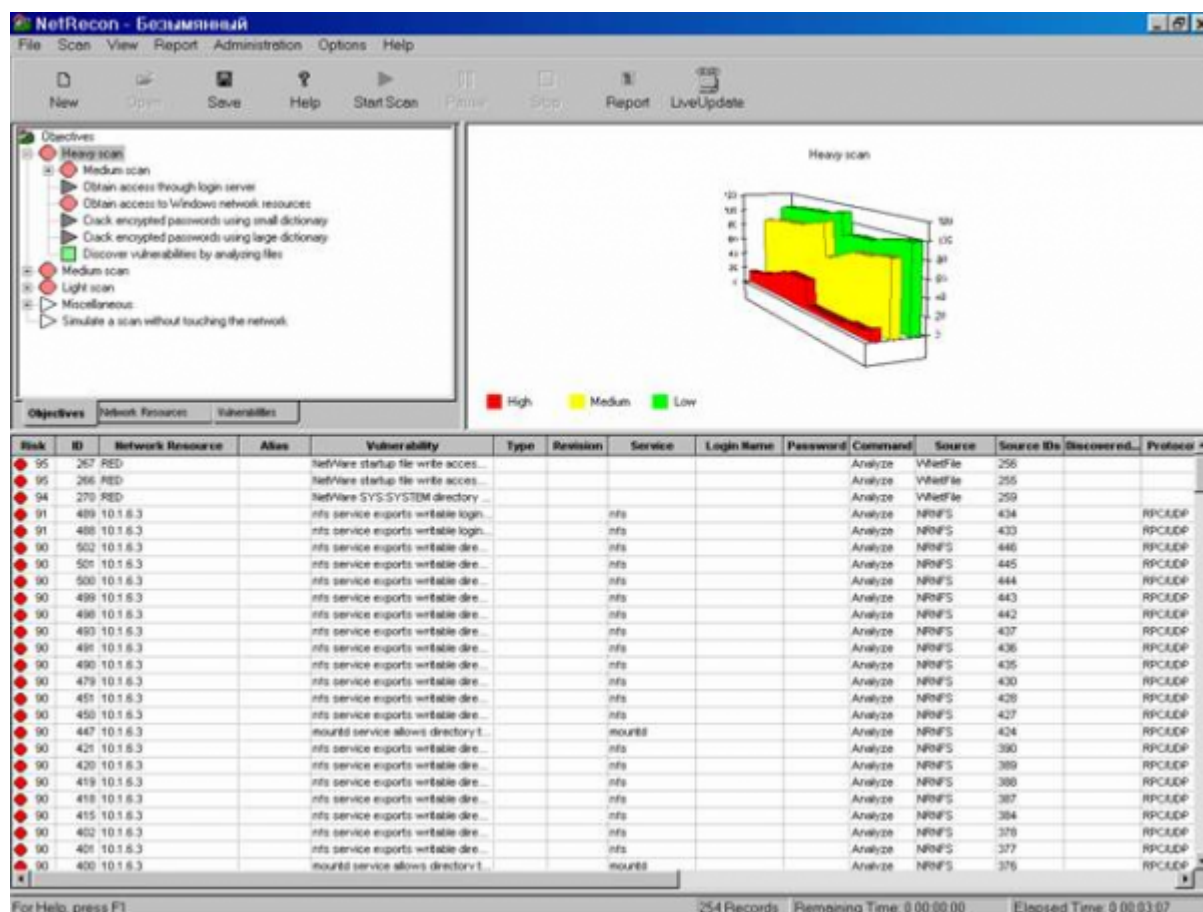 NetRecon - Безымянный
File Scan View Report Administration Options Help
New Open Save Help Start Scan Pause Stop Report LiveUpdate
Objectives
Heavy scan
Medium scan
Obtain access through login server
Obtain access to Windows network resources
Crack encrypted passwords using small dictionary
Crack encrypted passwords using large dictionary
Discover vulnerabilities by analyzing files
Medium scan
Light scan
Miscellaneous
Simulate a scan without touching the network
Objectives Network Resources Vulnerabilities
Heavy scan
High Medium Low
Risk ID Network Resource Alias Vulnerability Type Revision Service Login Name Password Command Source Source IDs Discovered... Protocol
95 267 RED NetWare startup file write acces... Analyze WNetFile 256
95 266 RED NetWare startup file write acces... Analyze WNetFile 255
94 270 RED NetWare SYS:SYSTEM directory ... Analyze WNetFile 259
91 489 10.1.6.3 nfs service exports writable login... nfs Analyze NRNFS 434 RPC/UDP
91 488 10.1.6.3 nfs service exports writable login... nfs Analyze NRNFS 433 RPC/UDP
90 502 10.1.6.3 nfs service exports writable dire... nfs Analyze NRNFS 446 RPC/UDP
90 501 10.1.6.3 nfs service exports writable dire... nfs Analyze NRNFS 445 RPC/UDP
90 500 10.1.6.3 nfs service exports writable dire... nfs Analyze NRNFS 444 RPC/UDP
90 499 10.1.6.3 nfs service exports writable dire... nfs Analyze NRNFS 443 RPC/UDP
90 498 10.1.6.3 nfs service exports writable dire... nfs Analyze NRNFS 442 RPC/UDP
90 493 10.1.6.3 nfs service exports writable dire... nfs Analyze NRNFS 437 RPC/UDP
90 491 10.1.6.3 nfs service exports writable dire... nfs Analyze NRNFS 436 RPC/UDP
90 490 10.1.6.3 nfs service exports writable dire... nfs Analyze NRNFS 435 RPC/UDP
90 479 10.1.6.3 nfs service exports writable dire... nfs Analyze NRNFS 430 RPC/UDP
90 451 10.1.6.3 nfs service exports writable dire... nfs Analyze NRNFS 428 RPC/UDP
90 450 10.1.6.3 nfs service exports writable dire... nfs Analyze NRNFS 427 RPC/UDP
90 447 10.1.6.3 mountd service allows directory t... mountd Analyze NRNFS 424 RPC/UDP
90 421 10.1.6.3 nfs service exports writable dire... nfs Analyze NRNFS 390 RPC/UDP
90 420 10.1.6.3 nfs service exports writable dire... nfs Analyze NRNFS 389 RPC/UDP
90 419 10.1.6.3 nfs service exports writable dire... nfs Analyze NRNFS 388 RPC/UDP
90 418 10.1.6.3 nfs service exports writable dire... nfs Analyze NRNFS 387 RPC/UDP
90 415 10.1.6.3 nfs service exports writable dire... nfs Analyze NRNFS 384 RPC/UDP
90 402 10.1.6.3 nfs service exports writable dire... nfs Analyze NRNFS 378 RPC/UDP
90 401 10.1.6.3 nfs service exports writable dire... nfs Analyze NRNFS 377 RPC/UDP
90 400 10.1.6.3 mountd service allows directory t... mountd Analyze NRNFS 376 RPC/UDP
For Help, press F1 254 Records Remaining Time: 0 00:00:00 Elapsed Time: 0 00:03:07